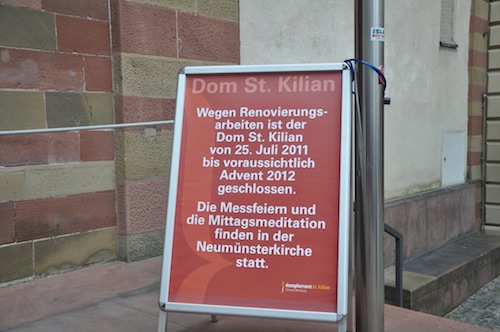 Dom St. Kilian
Wegen Renovierungs-
arbeiten ist der
Dom St. Kilian
von 25. Juli 2011
bis voraussichtlich
Advent 2012
geschlossen.
Die Messfeiern und
die Mittagsmeditation
finden in der
Neumünsterkirche
statt.
dompfarramt st. kilian